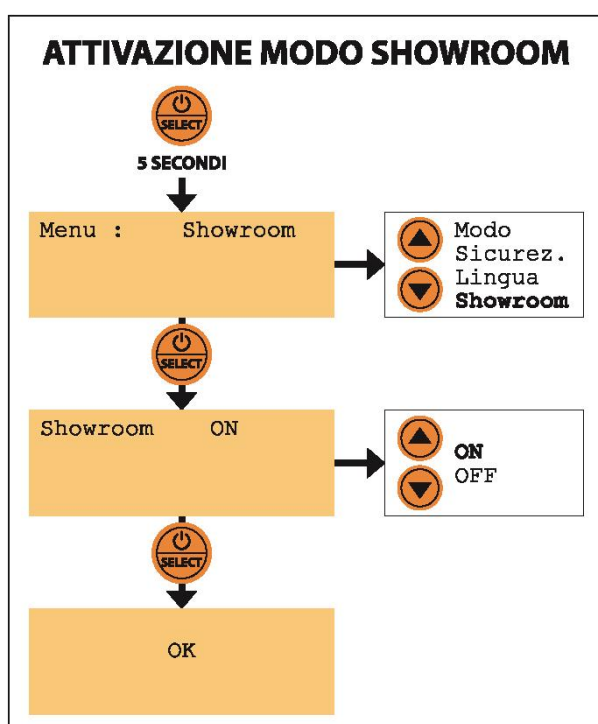 ATTIVAZIONE MODO SHOWROOM
SELECT
5 SECONDI
Menu : Showroom
Modo
Sicurez.
Lingua
Showroom
SELECT
Showroom ON
ON
OFF
SELECT
OK